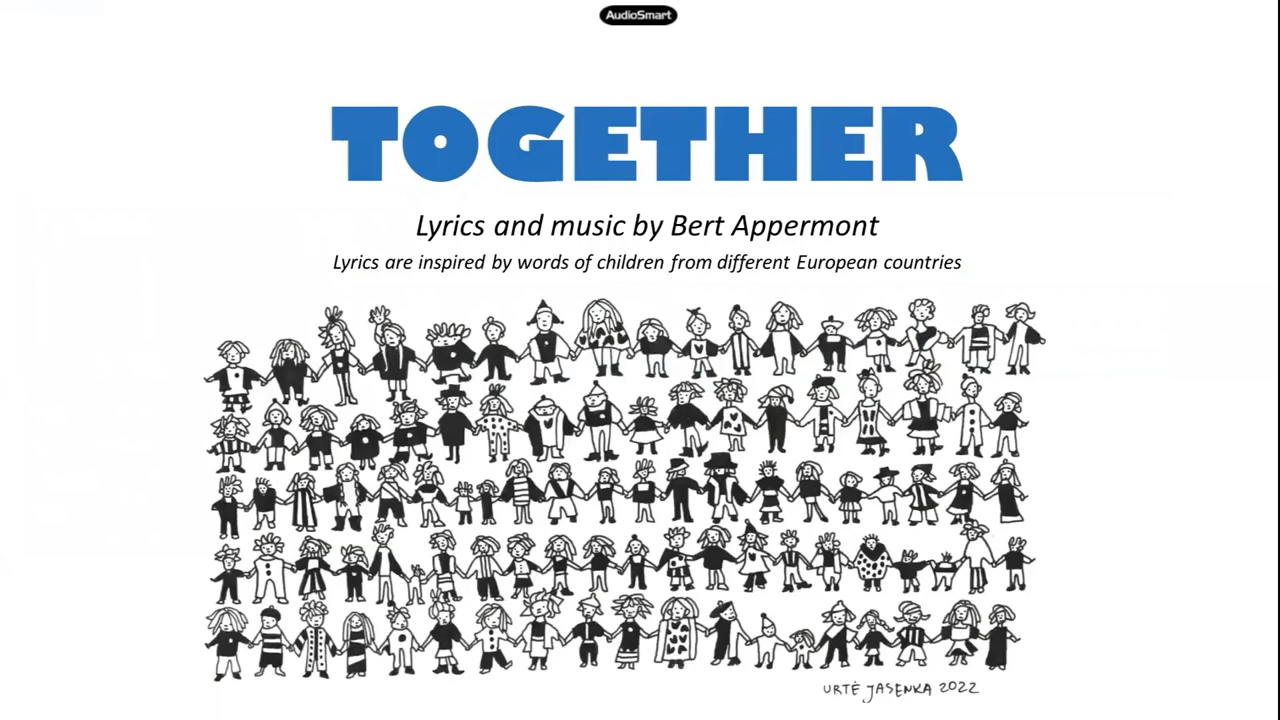 AudioSmart
TOGETHER
Lyrics and music by Bert Appermont
Lyrics are inspired by words of children from different European countries
URTĖ JASENKA 2022